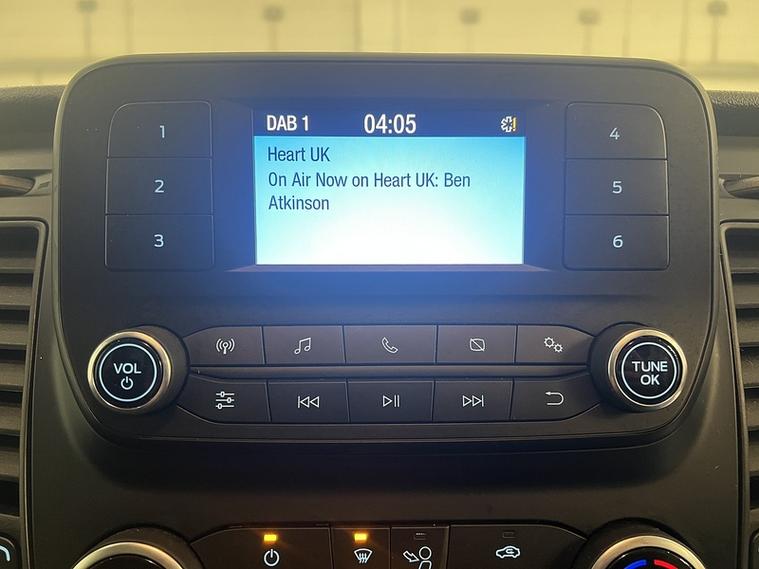 DAB 1 04:05
Heart UK
On Air Now on Heart UK: Ben
Atkinson
1
2
3
4
5
6
VOL
TUNE
OK